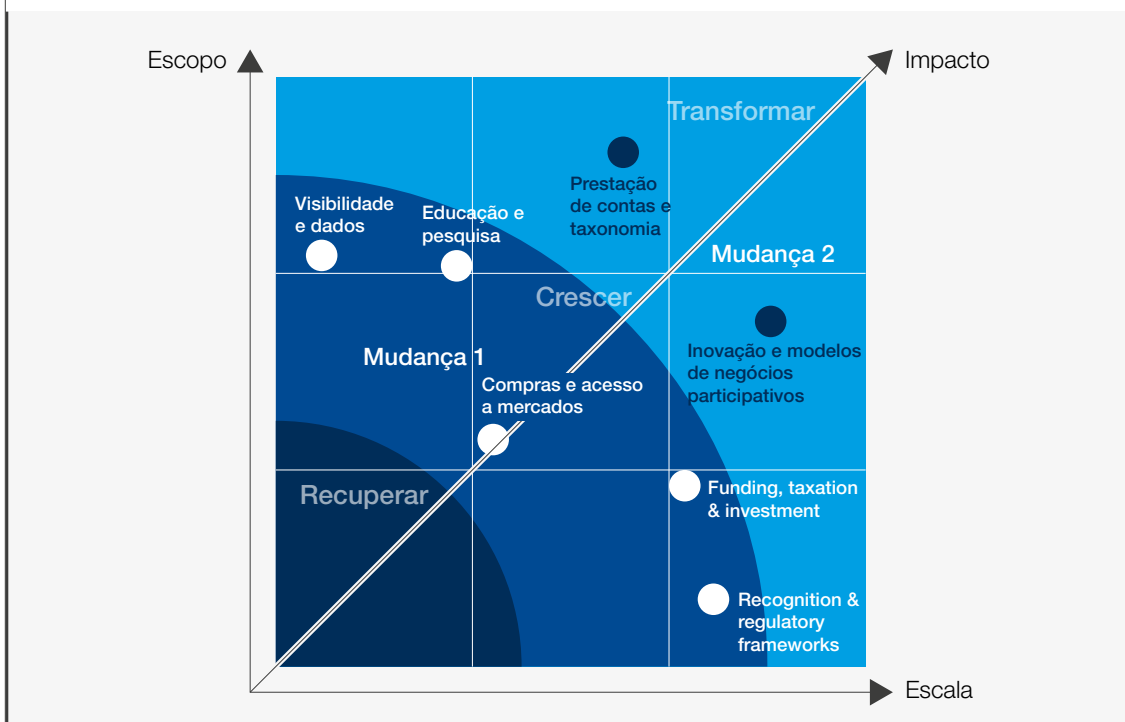 Escopo
Impacto
Transformar
Prestação
de contas e
taxonomia
Visibilidade
e dados
Educação e
pesquisa
Mudança 2
Crescer
Mudança 1
Inovação e modelos
de negócios
participativos
Compras e acesso
a mercados
Recuperar
Funding, taxation
& investment
Recognition &
regulatory
frameworks
Escala